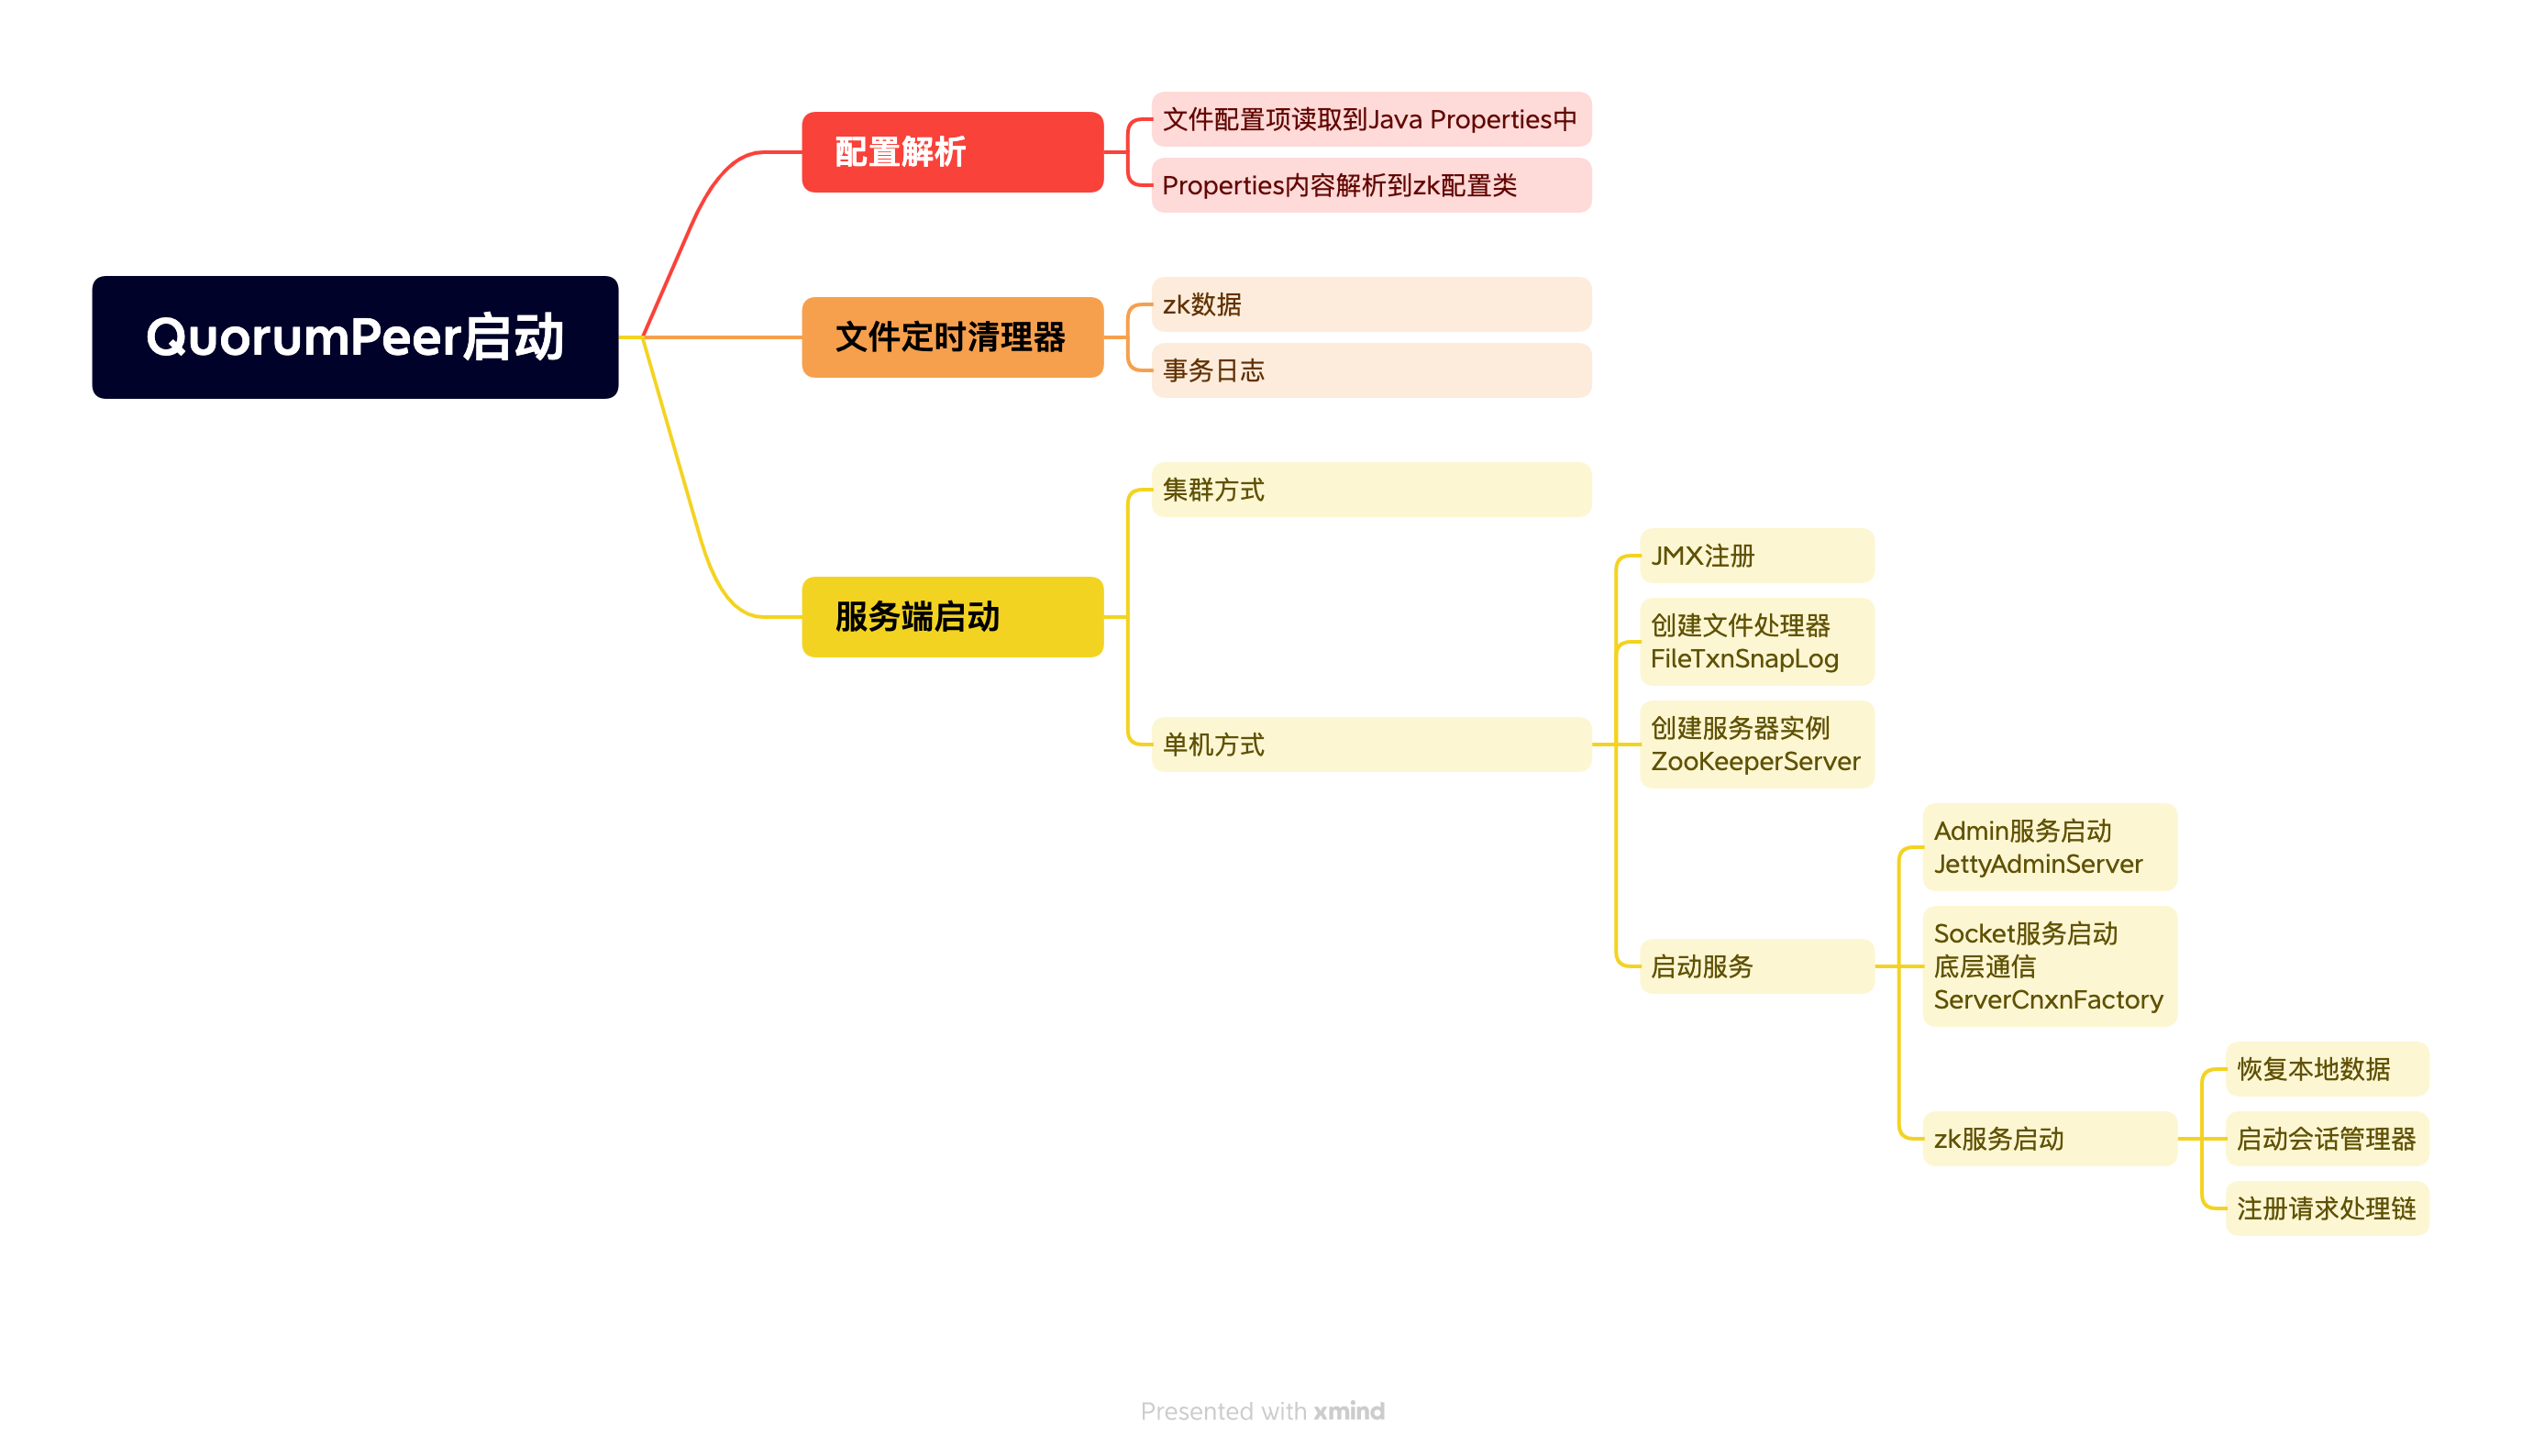 QuorumPeer启动
配置解析
文件配置项读取到Java Properties中
Properties内容解析到zk配置类
文件定时清理器
zk数据
事务日志
服务端启动
集群方式
单机方式
JMX注册
创建文件处理器
FileTxnSnapLog
创建服务器实例
ZooKeeperServer
启动服务
Admin服务启动
JettyAdminServer
Socket服务启动
底层通信
ServerCnxnFactory
zk服务启动
恢复本地数据
启动会话管理器
注册请求处理链
Presented with xmind